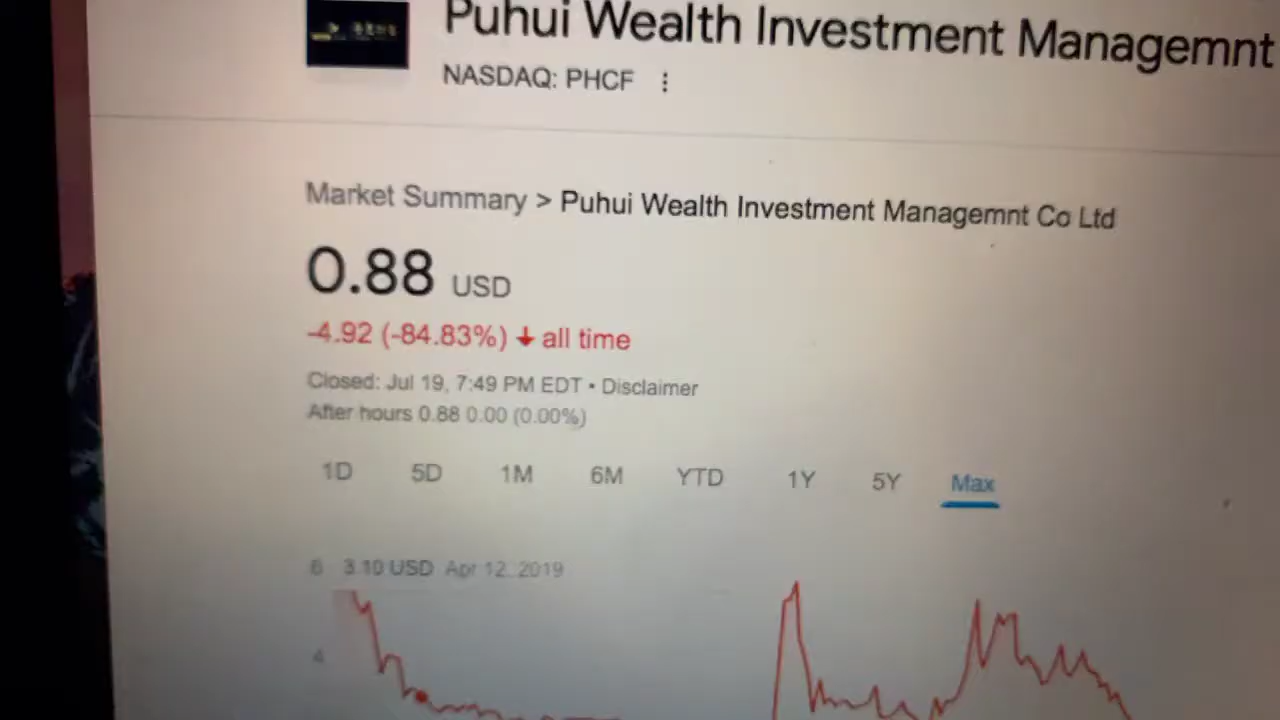 Puhui Wealth Investment Managemnt
NASDAQ: PHCF
Market Summary > Puhui Wealth Investment Managemnt Co Ltd
0.88 USD
-4.92 (-84.83%) all time
Closed: Jul 19, 7:49 PM EDT • Disclaimer
After hours 0.88 0.00 (0.00%)
1D 5D 1M 6M YTD 1Y 5Y Max
6 3.10 USD Apr 12, 2019
4